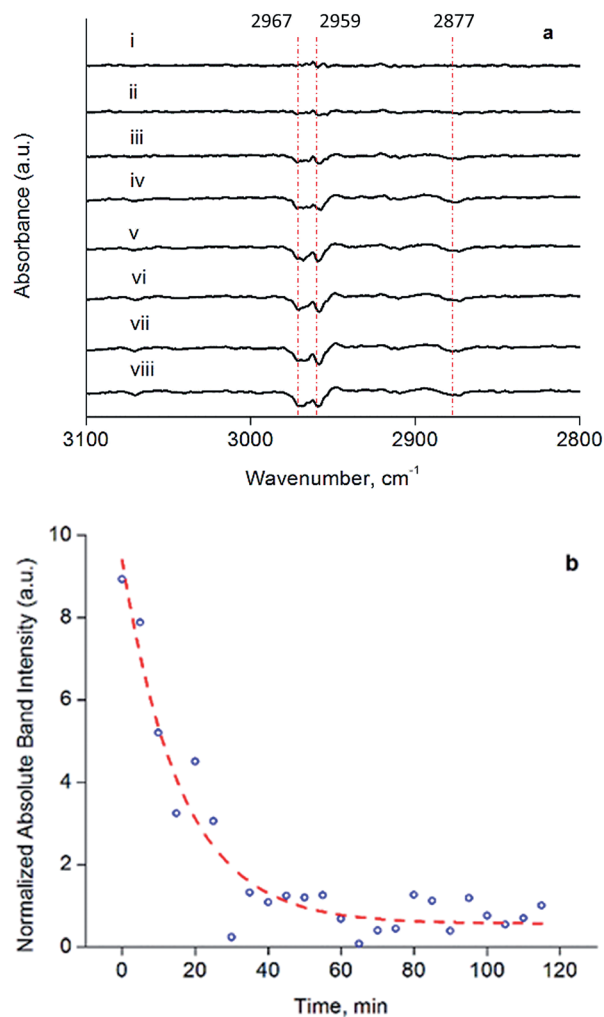 2967 2959 2877
a
i
ii
iii
iv
v
vi
vii
viii
Absorbance (a.u.)
3100 3000 2900 2800
Wavenumber, cm-1
b
10
8
6
4
2
0
Normalized Absolute Band Intensity (a.u.)
0 20 40 60 80 100 120
Time, min